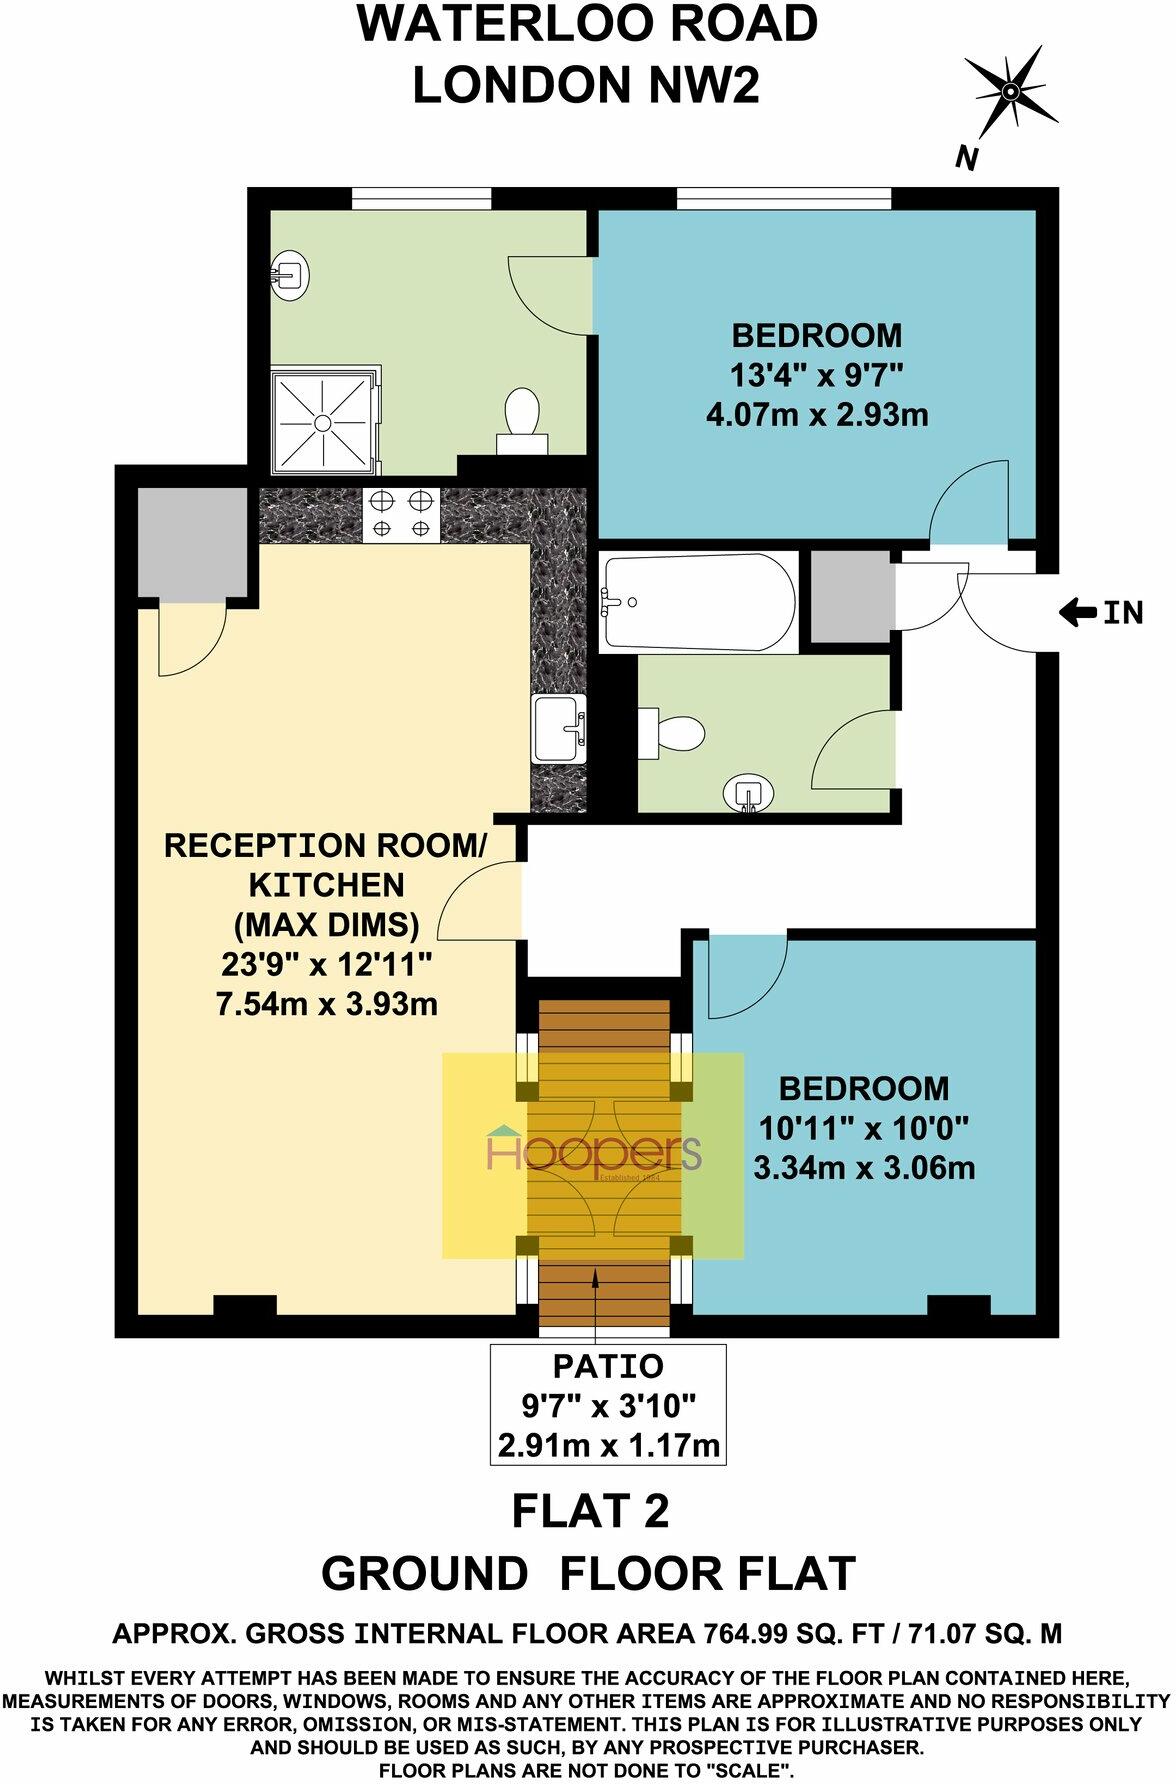 WATERLOO ROAD
LONDON NW2
N
BEDROOM
13'4" x 9'7"
4.07m x 2.93m
IN
RECEPTION ROOM/
KITCHEN
(MAX DIMS)
23'9" x 12'11"
7.54m x 3.93m
BEDROOM
10'11" x 10'0"
3.34m x 3.06m
Hoopers
Established 1984
PATIO
9'7" x 3'10"
2.91m x 1.17m
FLAT 2
GROUND FLOOR FLAT
APPROX. GROSS INTERNAL FLOOR AREA 764.99 SQ. FT / 71.07 SQ. M
WHILST EVERY ATTEMPT HAS BEEN MADE TO ENSURE THE ACCURACY OF THE FLOOR PLAN CONTAINED HERE,
MEASUREMENTS OF DOORS, WINDOWS, ROOMS AND ANY OTHER ITEMS ARE APPROXIMATE AND NO RESPONSIBILITY
IS TAKEN FOR ANY ERROR, OMISSION, OR MIS-STATEMENT. THIS PLAN IS FOR ILLUSTRATIVE PURPOSES ONLY
AND SHOULD BE USED AS SUCH, BY ANY PROSPECTIVE PURCHASER.
FLOOR PLANS ARE NOT DONE TO "SCALE".